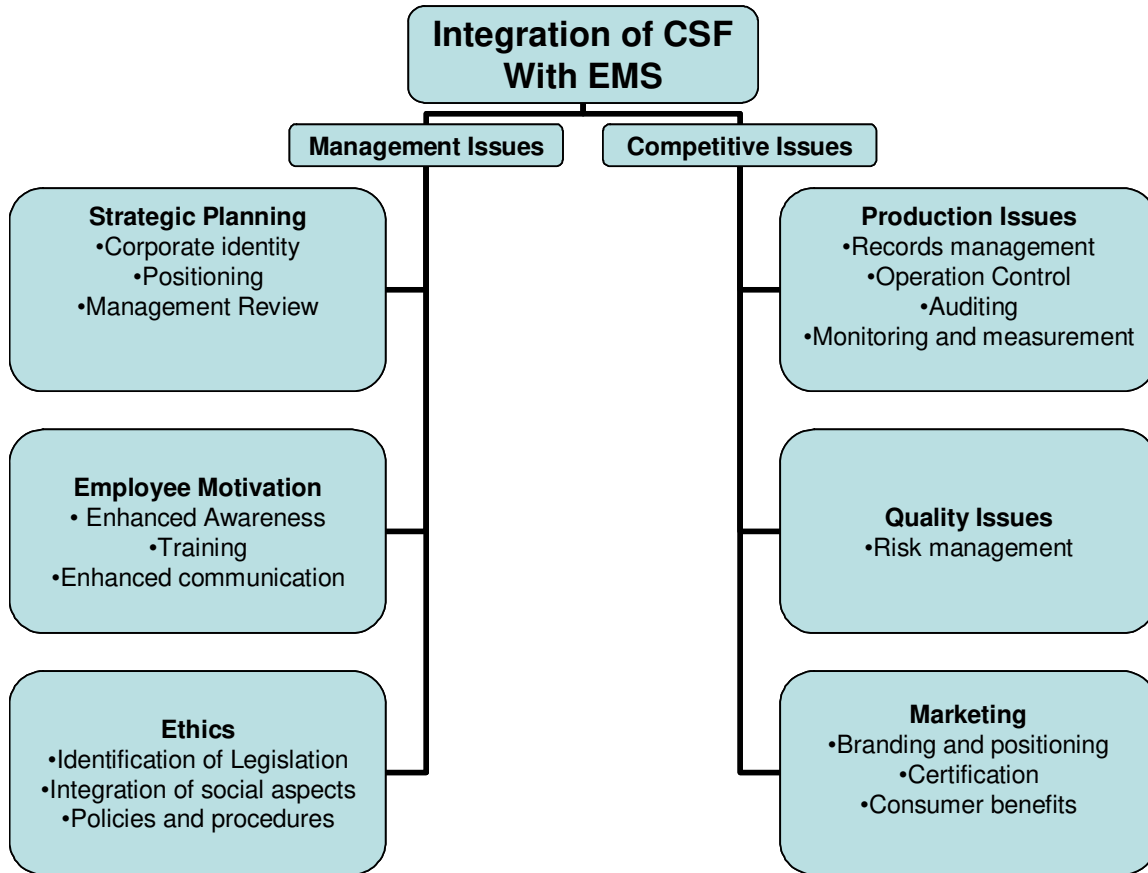 Integration of CSF
With EMS
Management Issues
Competitive Issues
Strategic Planning
•Corporate identity
•Positioning
•Management Review
Employee Motivation
• Enhanced Awareness
•Training
•Enhanced communication
Ethics
•Identification of Legislation
•Integration of social aspects
•Policies and procedures
Production Issues
•Records management
•Operation Control
•Auditing
•Monitoring and measurement
Quality Issues
•Risk management
Marketing
•Branding and positioning
•Certification
•Consumer benefits